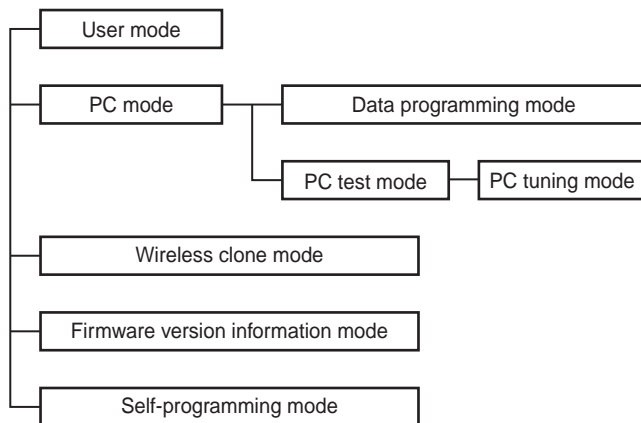 User mode
PC mode
Data programming mode
PC test mode
PC tuning mode
Wireless clone mode
Firmware version information mode
Self-programming mode